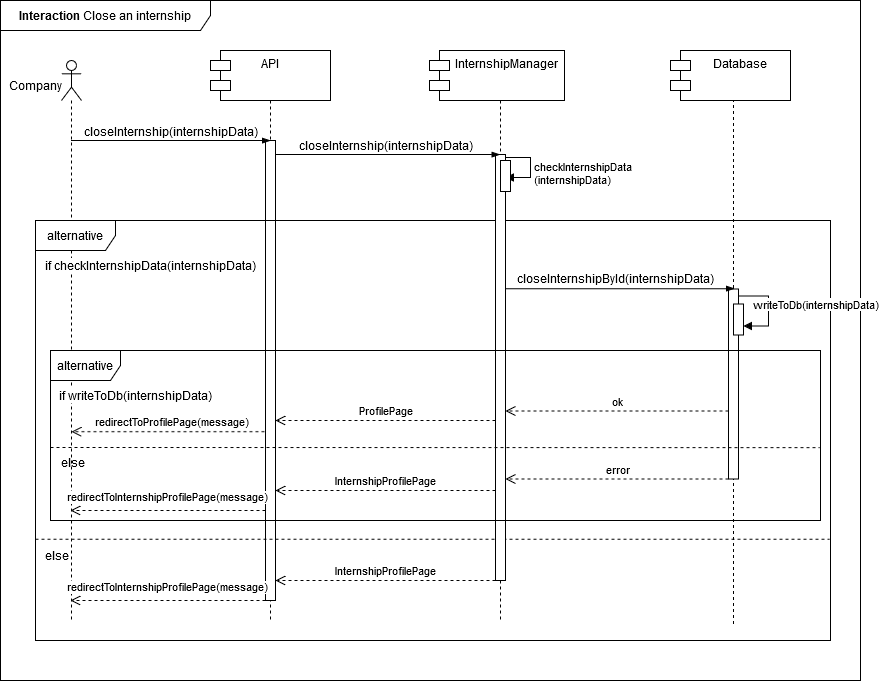 Interaction Close an internship
Company
API
InternshipManager
Database
closeInternship(internshipData)
closeInternship(internshipData)
checkInternshipData
(internshipData)
alternative
if checkInternshipData(internshipData)
closeInternshipById(internshipData)
writeToDb(internshipData)
alternative
if writeToDb(internshipData)
ok
ProfilePage
redirectToProfilePage(message)
else
error
InternshipProfilePage
redirectToInternshipProfilePage(message)
else
InternshipProfilePage
redirectToInternshipProfilePage(message)